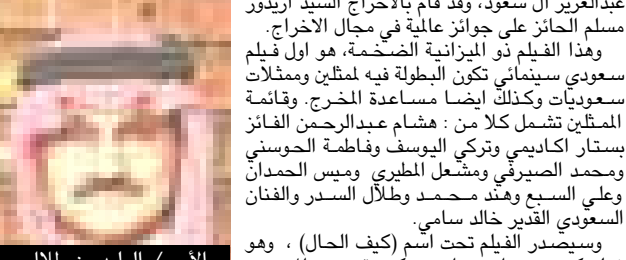 عبدالعزيز آل سعود، وقد قام بالاخراج السيد ايزيدور
مسلم الحائز على جوائز عالمية في مجال الاخراج.
وهذا الفيلم ذو الميزانية الضخمة، هو اول فيلم
سعودي سينمائي تكون البطولة فيه لممثلين وممثلات
سعوديات وكذلك ايضا مساعدة المخرج. وقائمة
الممثلين تشمل كلا من : هشام عبدالرحمن الفائز
بستار اكاديمي وتركي اليوسف وفاطمة الحوسني
ومحمد الصيرفي ومشعل المطيري وميس الحمدان
وعلي السبع وهند محمد وطلال السدر والفنان
السعودي القدير خالد سامي.
وسيصدر الفيلم تحت اسم (كيف الحال) ، وهو